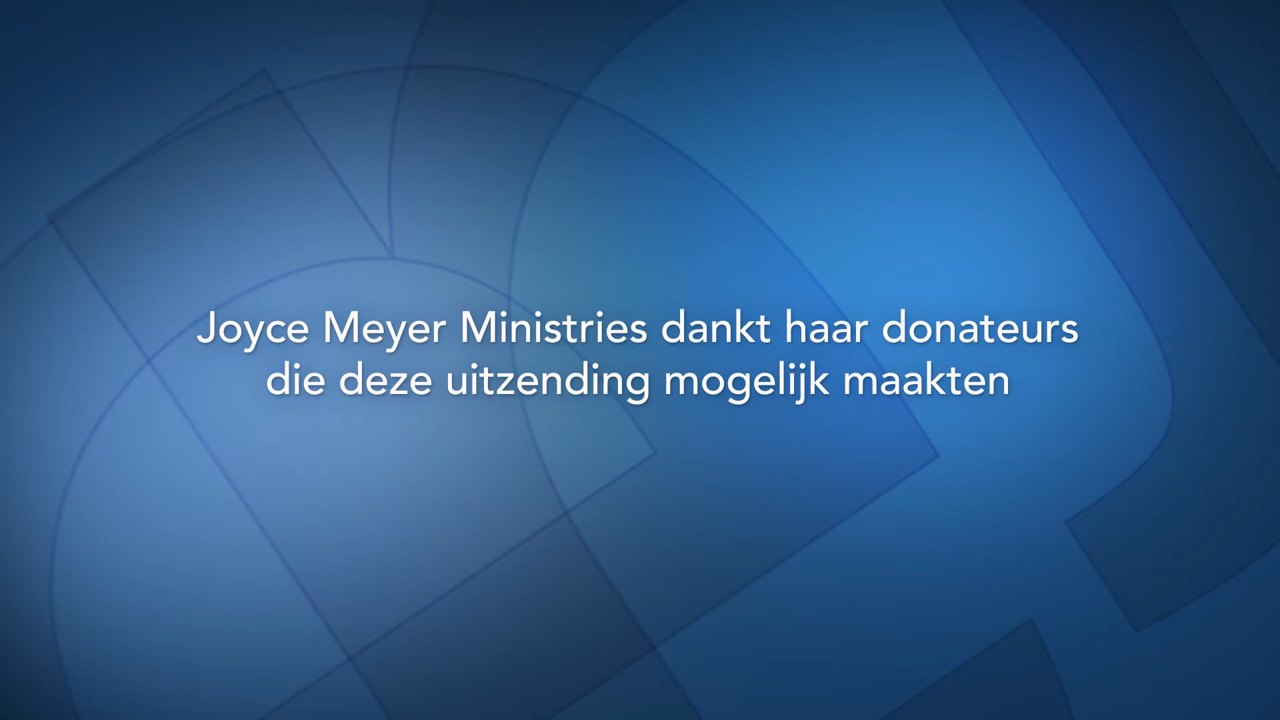 Joyce Meyer Ministries dankt haar donateurs
die deze uitzending mogelijk maakten